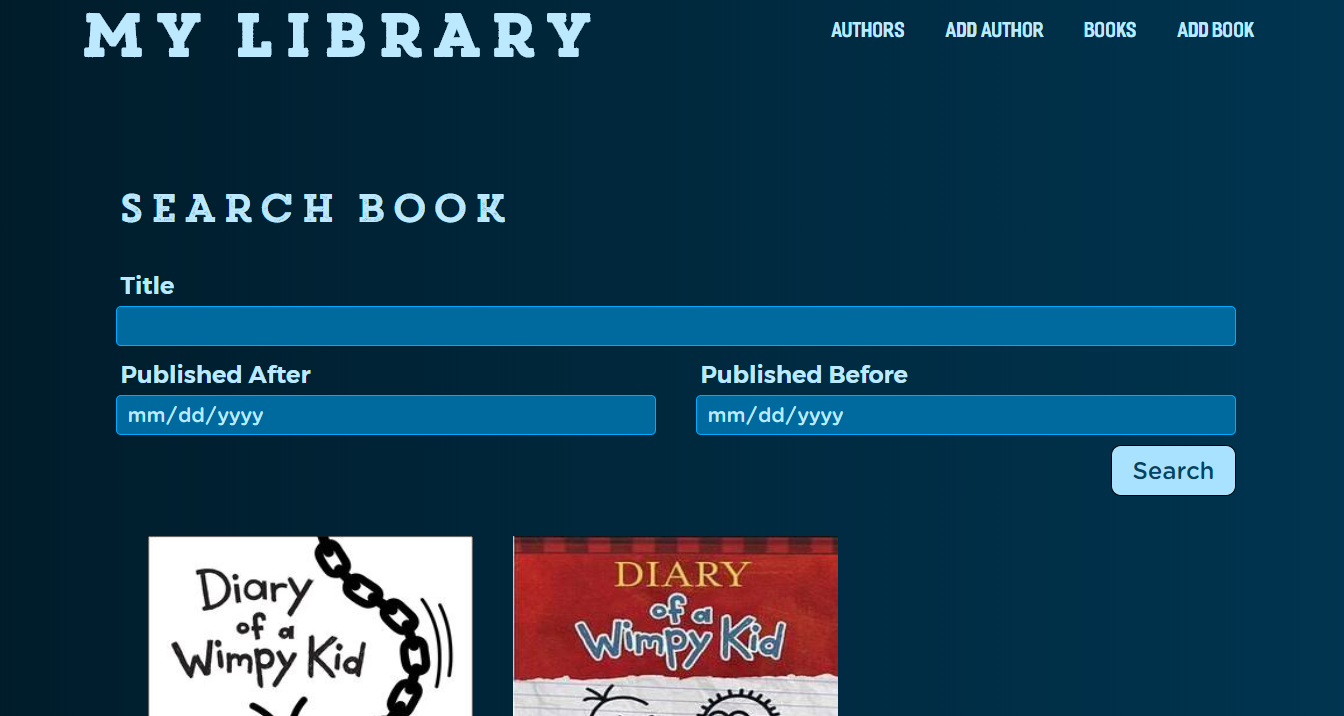 MY LIBRARY
AUTHORS ADD AUTHOR BOOKS ADD BOOK
SEARCH BOOK
Title
Published After Published Before
mm/dd/yyyy mm/dd/yyyy
Search
Diary
of a
Wimpy Kid
DIARY
of a
Wimpy Kid